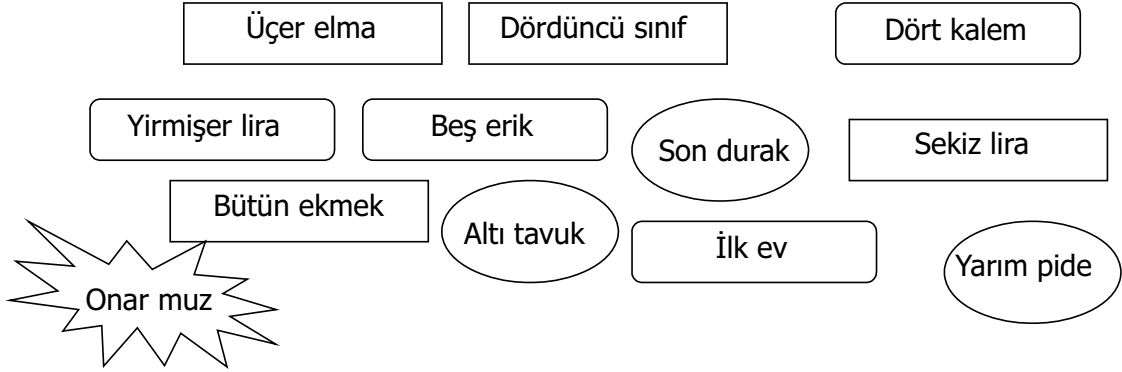 Üçer elma
Dördüncü sınıf
Dört kalem
Yirmişer lira
Beş erik
Son durak
Sekiz lira
Bütün ekmek
Altı tavuk
İlk ev
Yarım pide
Onar muz